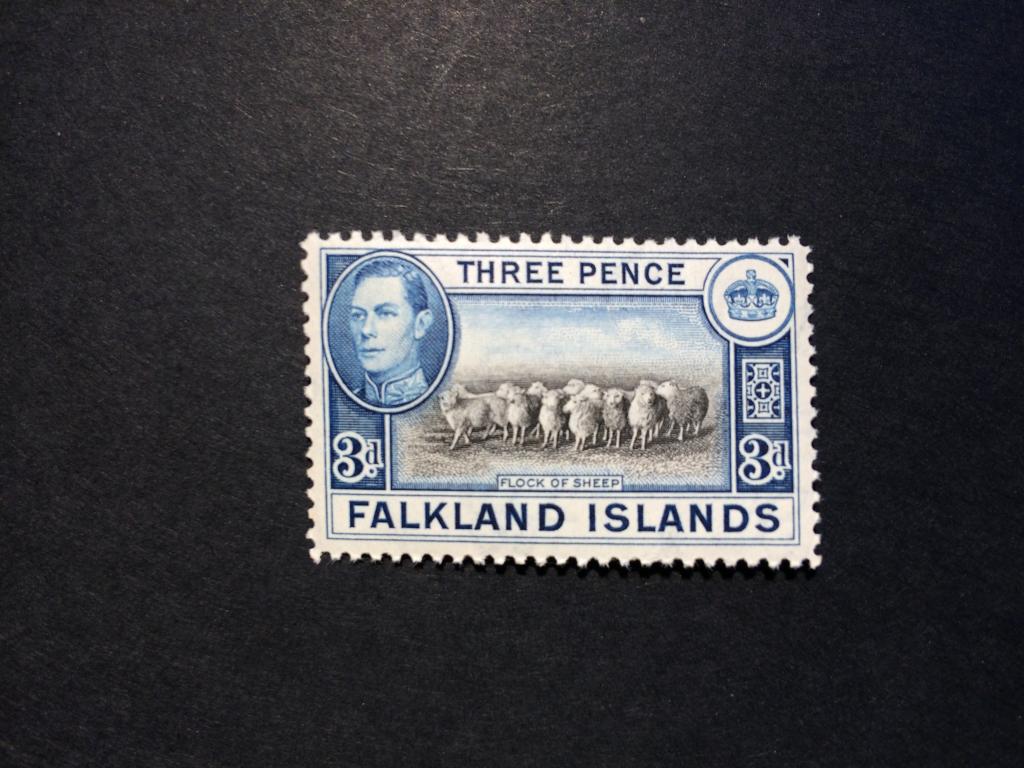 THREE PENCE
3d 3d
FLOCK OF SHEEP
FALKLAND ISLANDS